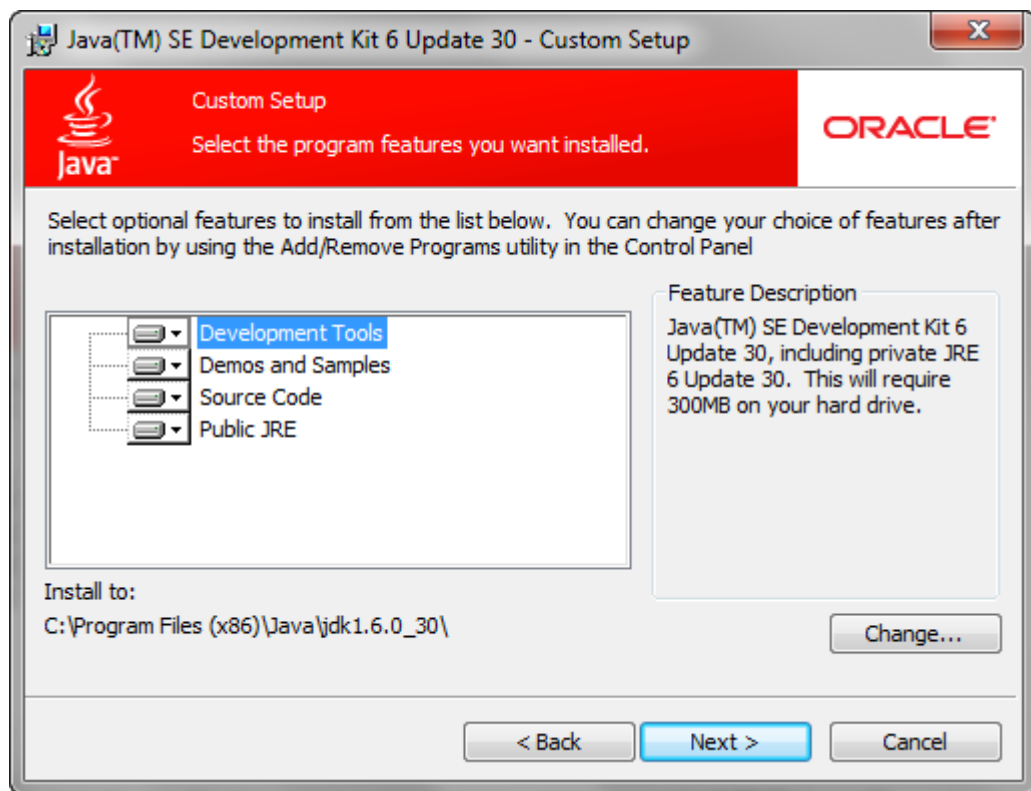 Java(TM) SE Development Kit 6 Update 30 - Custom Setup
Custom Setup
Select the program features you want installed.
Java™
ORACLE®
Select optional features to install from the list below.  You can change your choice of features after
installation by using the Add/Remove Programs utility in the Control Panel
Development Tools
Demos and Samples
Source Code
Public JRE
Feature Description
Java(TM) SE Development Kit 6
Update 30, including private JRE
6 Update 30.  This will require
300MB on your hard drive.
Install to:
C:\Program Files (x86)\Java\jdk1.6.0_30\
Change...
< Back
Next >
Cancel